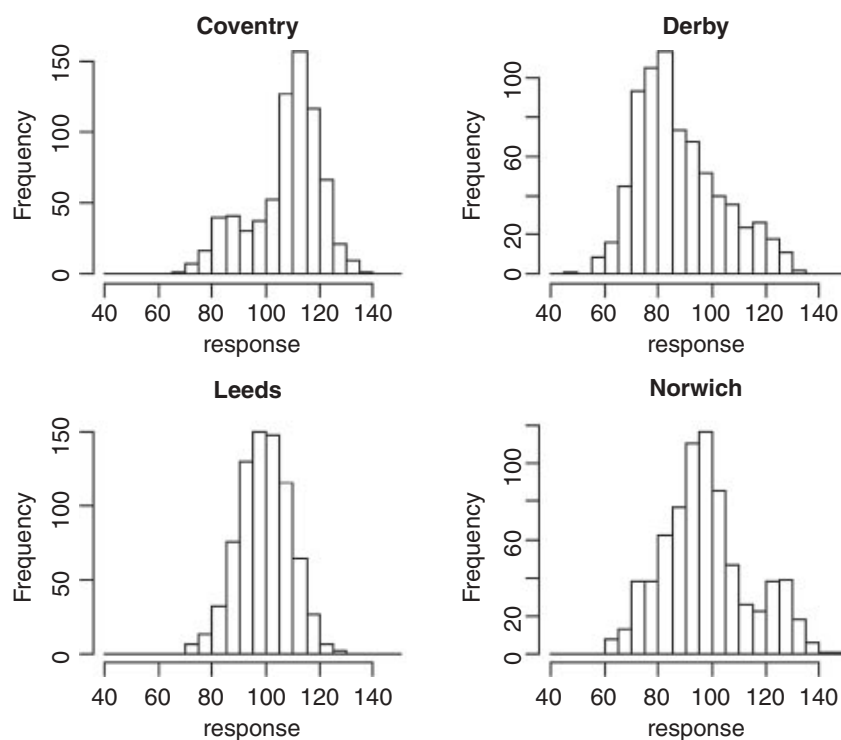 Coventry
Frequency
0 50 100 150
40 60 80 100 120 140
response
Derby
Frequency
0 20 60 100
40 60 80 100 120 140
response
Leeds
Frequency
0 50 100 150
40 60 80 100 120 140
response
Norwich
Frequency
0 20 60 100
40 60 80 100 120 140
response